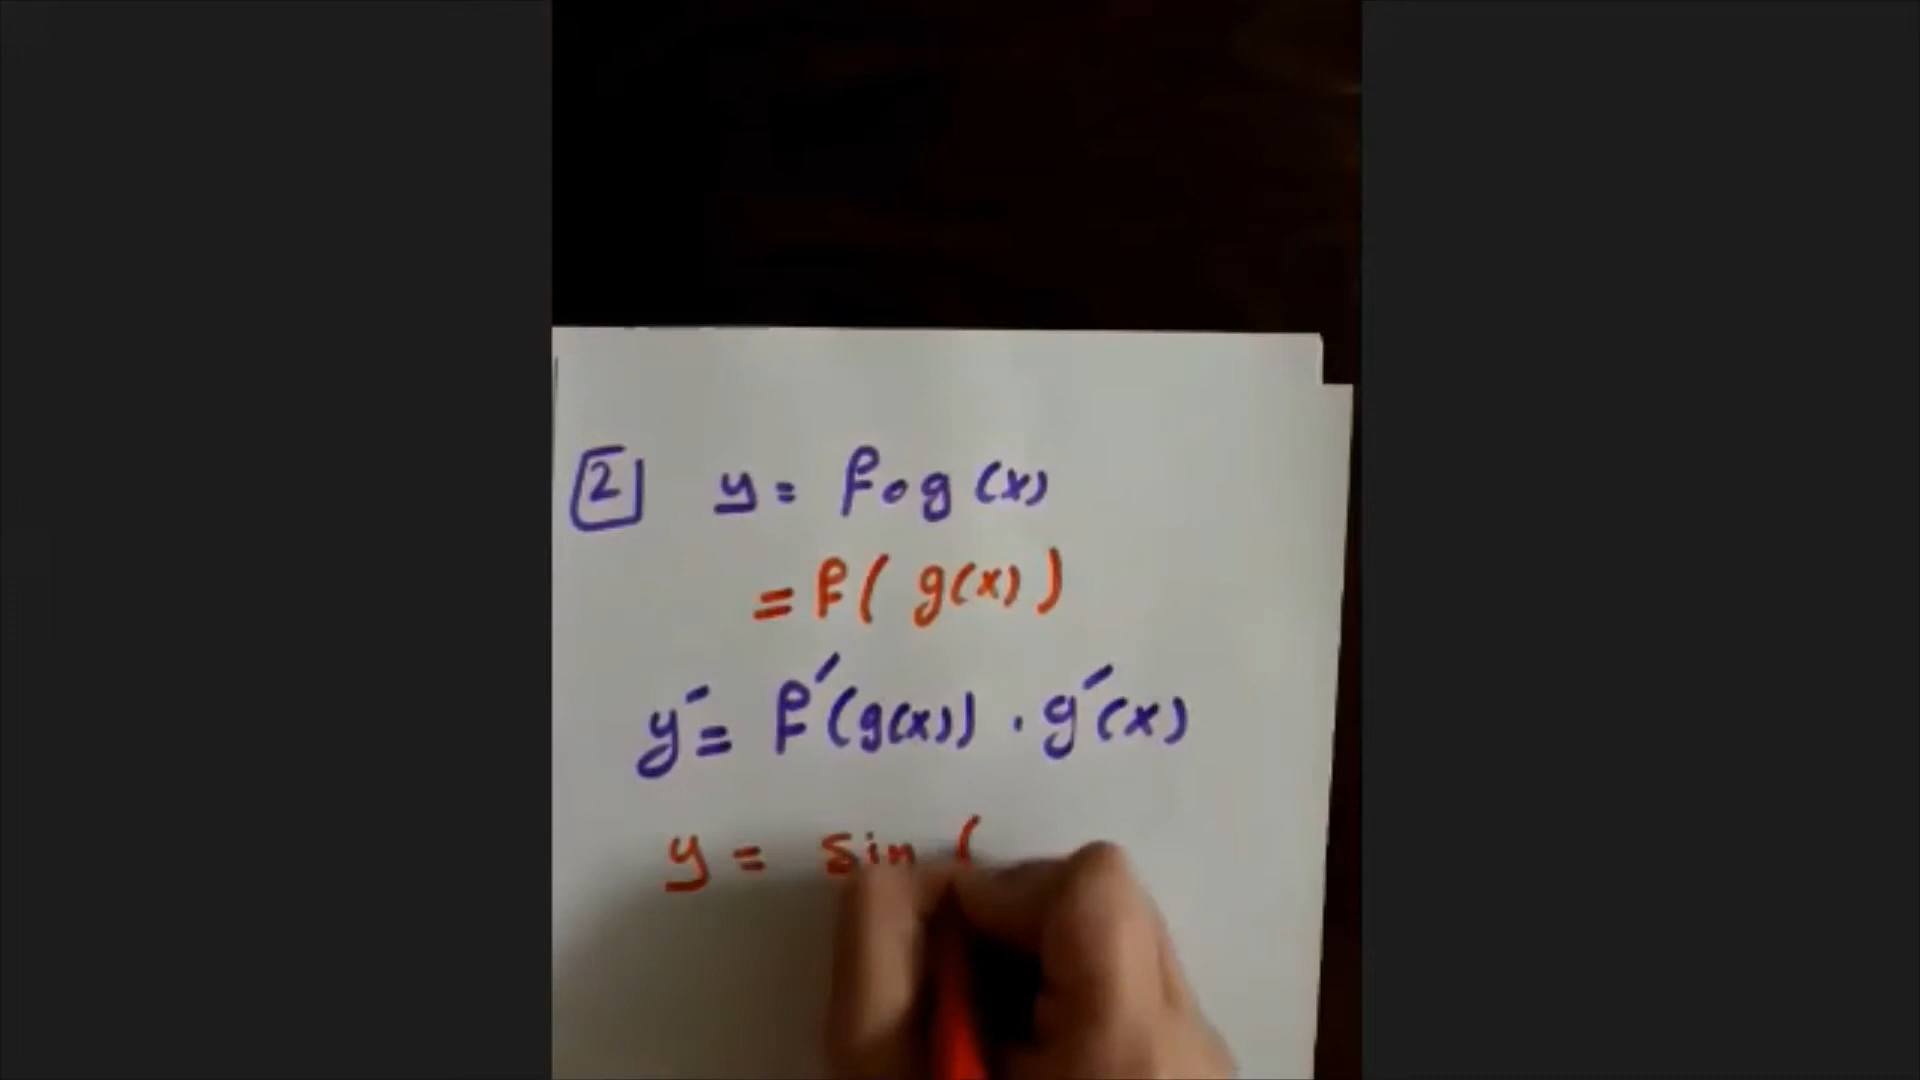 2 y = fog (x)
= f( g(x) )
y' = f'(g(x)) . g'(x)
y = sin (